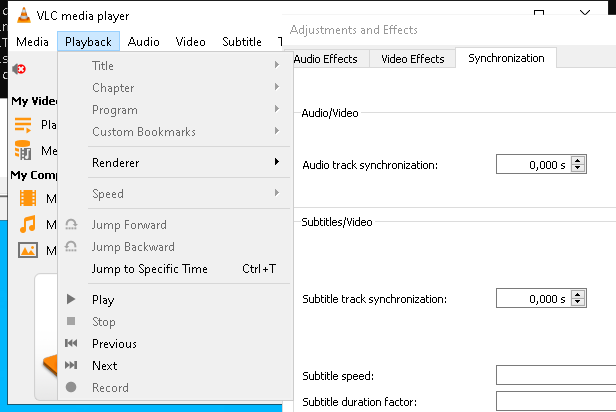 VLC media player
Media Playback Audio Video Subtitle
Title
Chapter
Program
Custom Bookmarks
Renderer
Speed
Jump Forward
Jump Backward
Jump to Specific Time Ctrl+T
Play
Stop
Previous
Next
Record
My Video
Pla
Me
My Comp
M
M
M
Adjustments and Effects
Audio Effects Video Effects Synchronization
Audio/Video
Audio track synchronization: 0,000 s
Subtitles/Video
Subtitle track synchronization: 0,000 s
Subtitle speed:
Subtitle duration factor: